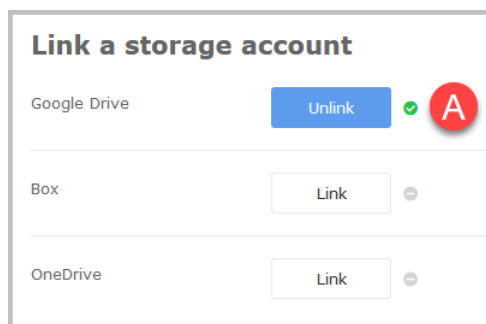 Link a storage account
Google Drive
Unlink
A
Box
Link
OneDrive
Link